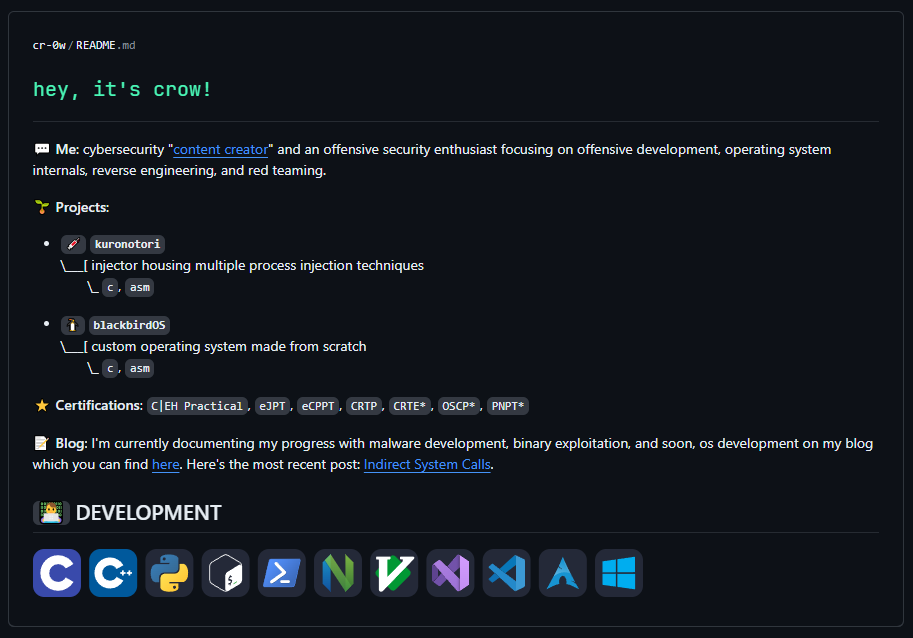 cr-0w/README.md
hey, it's crow!
Me: cybersecurity "content creator" and an offensive security enthusiast focusing on offensive development, operating system
internals, reverse engineering, and red teaming.
Projects:
kuronotori
\___[ injector housing multiple process injection techniques
\_ c, asm
blackbirdOS
\___[ custom operating system made from scratch
\_ c, asm
Certifications: C|EH Practical, eJPT, eCPPT, CRTP, CRTE*, OSCP*, PNPT*
Blog: I'm currently documenting my progress with malware development, binary exploitation, and soon, os development on my blog
which you can find here. Here's the most recent post: Indirect System Calls.
DEVELOPMENT
C C++ $_ >_ N V